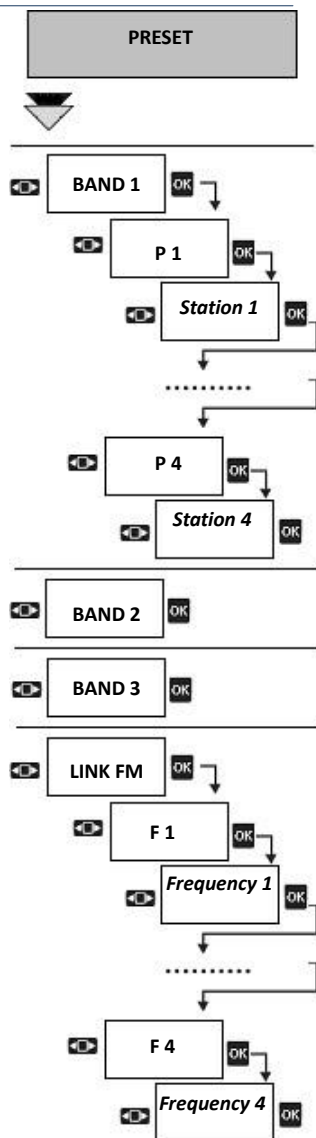 PRESET
BAND 1 OK
P 1 OK
Station 1 OK
..........
P 4 OK
Station 4 OK
BAND 2 OK
BAND 3 OK
LINK FM OK
F 1 OK
Frequency 1 OK
..........
F 4 OK
Frequency 4 OK